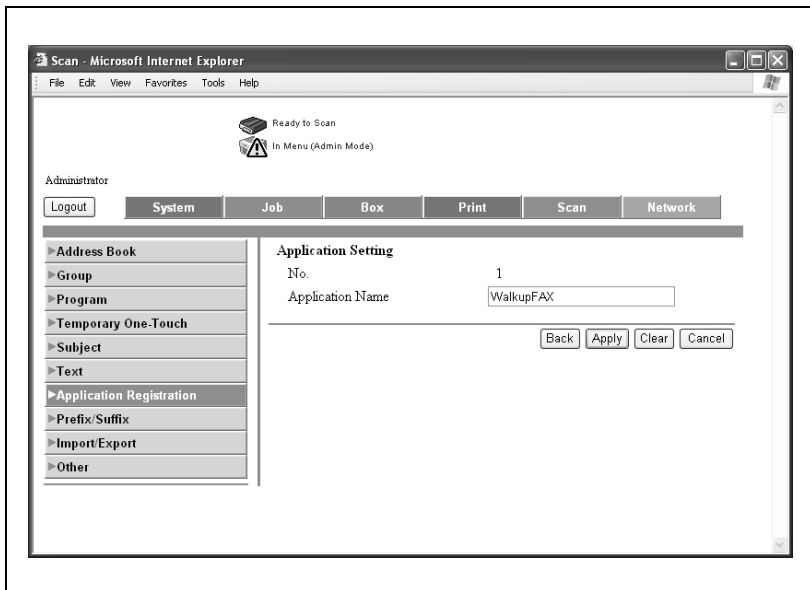 Scan - Microsoft Internet Explorer
File Edit View Favorites Tools Help
Ready to Scan
In Menu (Admin Mode)
Administrator
Logout System Job Box Print Scan Network
Address Book
Group
Program
Temporary One-Touch
Subject
Text
Application Registration
Prefix/Suffix
Import/Export
Other
Application Setting
No. 1
Application Name WalkupFAX
Back Apply Clear Cancel